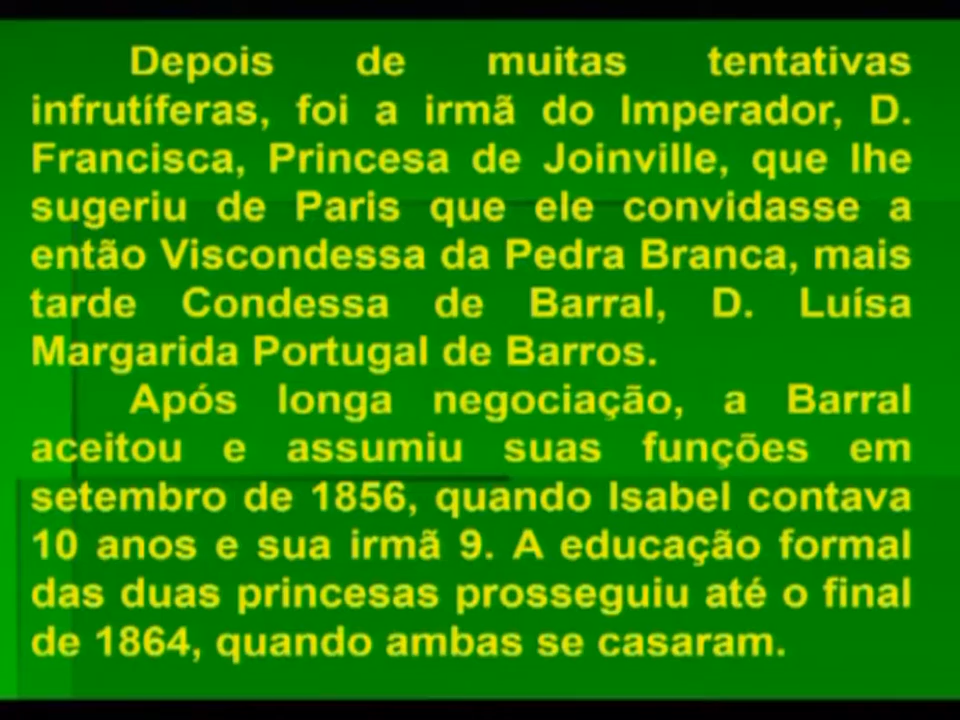 Depois de muitas tentativas
infrutíferas, foi a irmã do Imperador, D.
Francisca, Princesa de Joinville, que lhe
sugeriu de Paris que ele convidasse a
então Viscondessa da Pedra Branca, mais
tarde Condessa de Barral, D. Luísa
Margarida Portugal de Barros.
Após longa negociação, a Barral
aceitou e assumiu suas funções em
setembro de 1856, quando Isabel contava
10 anos e sua irmã 9. A educação formal
das duas princesas prosseguiu até o final
de 1864, quando ambas se casaram.